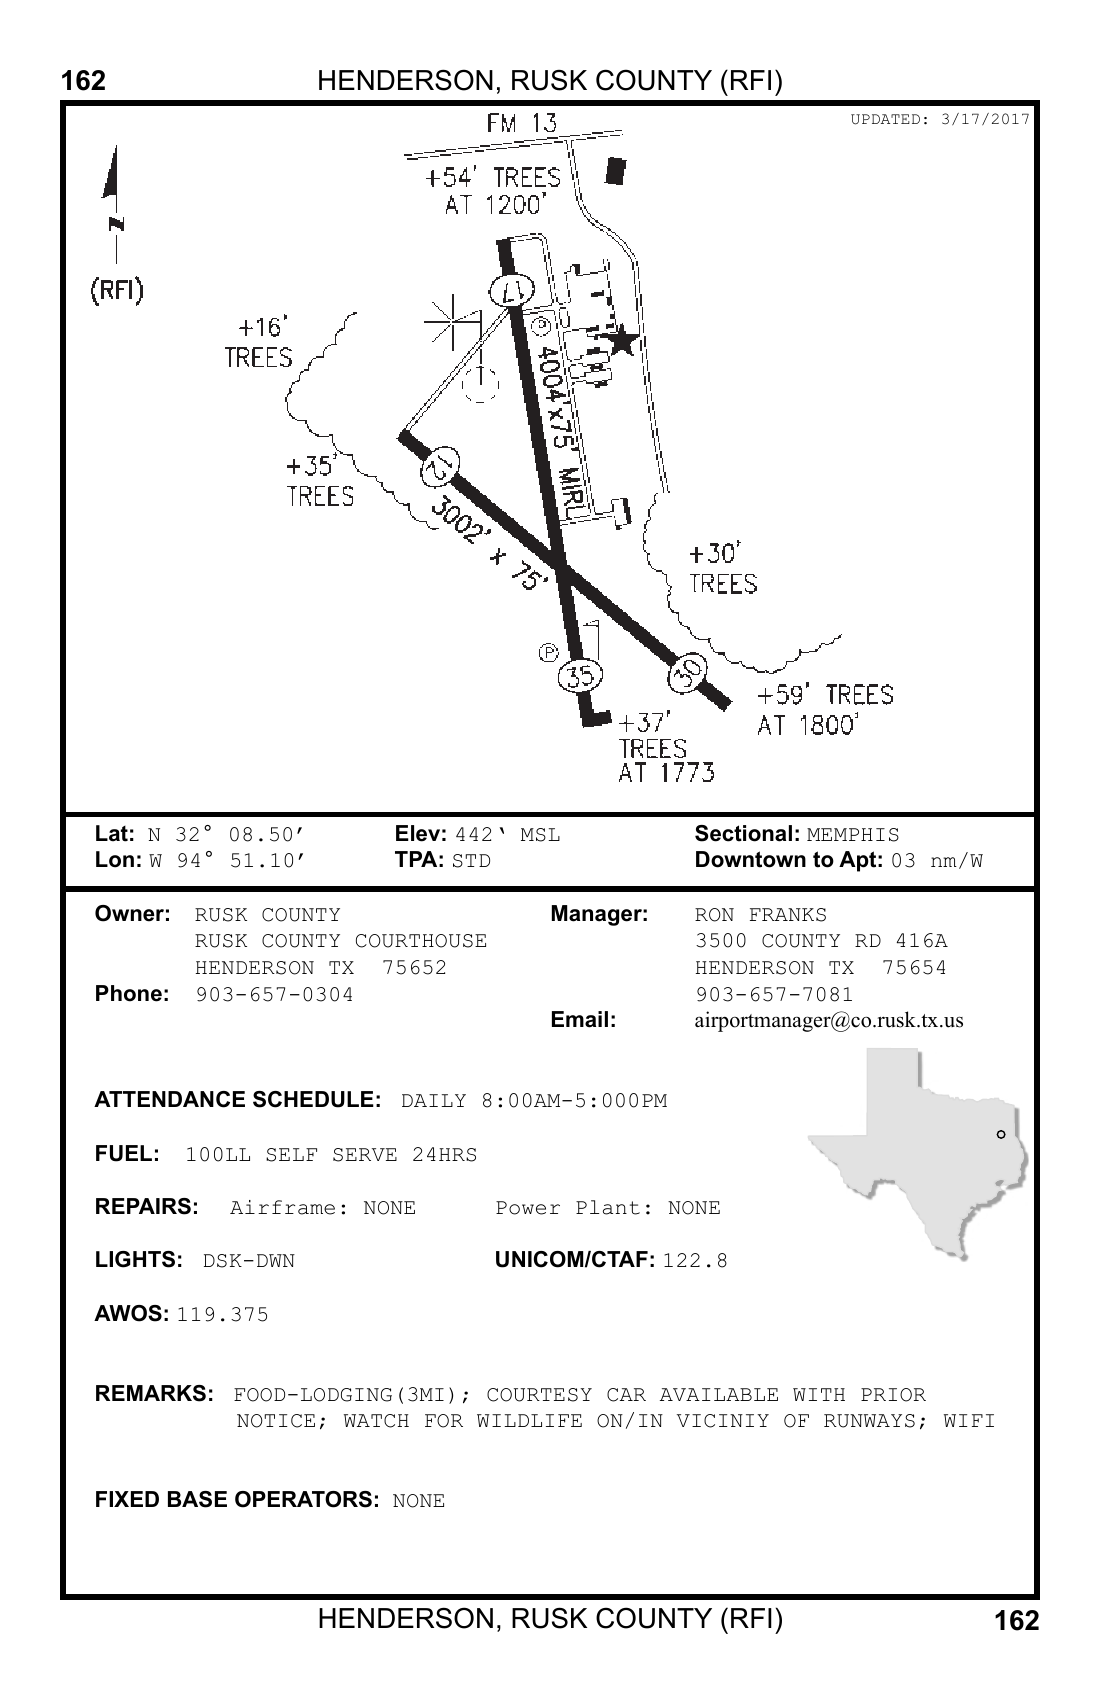 162 HENDERSON, RUSK COUNTY (RFI)
UPDATED: 3/17/2017
FM 13
+54' TREES
AT 1200'
N
(RFI)
17
+16'
TREES
P
4004'x75' MIRL
+35'
TREES
12
3002' x 75'
+30'
TREES
P
35
30
+59' TREES
AT 1800'
+37'
TREES
AT 1773
Lat: N 32° 08.50′ Elev: 442‘ MSL Sectional: MEMPHIS
Lon: W 94° 51.10′ TPA: STD Downtown to Apt: 03 nm/W
Owner: RUSK COUNTY Manager: RON FRANKS
RUSK COUNTY COURTHOUSE 3500 COUNTY RD 416A
HENDERSON TX 75652 HENDERSON TX 75654
Phone: 903-657-0304 903-657-7081
Email: airportmanager@co.rusk.tx.us
ATTENDANCE SCHEDULE: DAILY 8:00AM-5:000PM
FUEL: 100LL SELF SERVE 24HRS
REPAIRS: Airframe: NONE Power Plant: NONE
LIGHTS: DSK-DWN UNICOM/CTAF: 122.8
AWOS: 119.375
REMARKS: FOOD-LODGING(3MI); COURTESY CAR AVAILABLE WITH PRIOR
NOTICE; WATCH FOR WILDLIFE ON/IN VICINIY OF RUNWAYS; WIFI
FIXED BASE OPERATORS: NONE
HENDERSON, RUSK COUNTY (RFI) 162